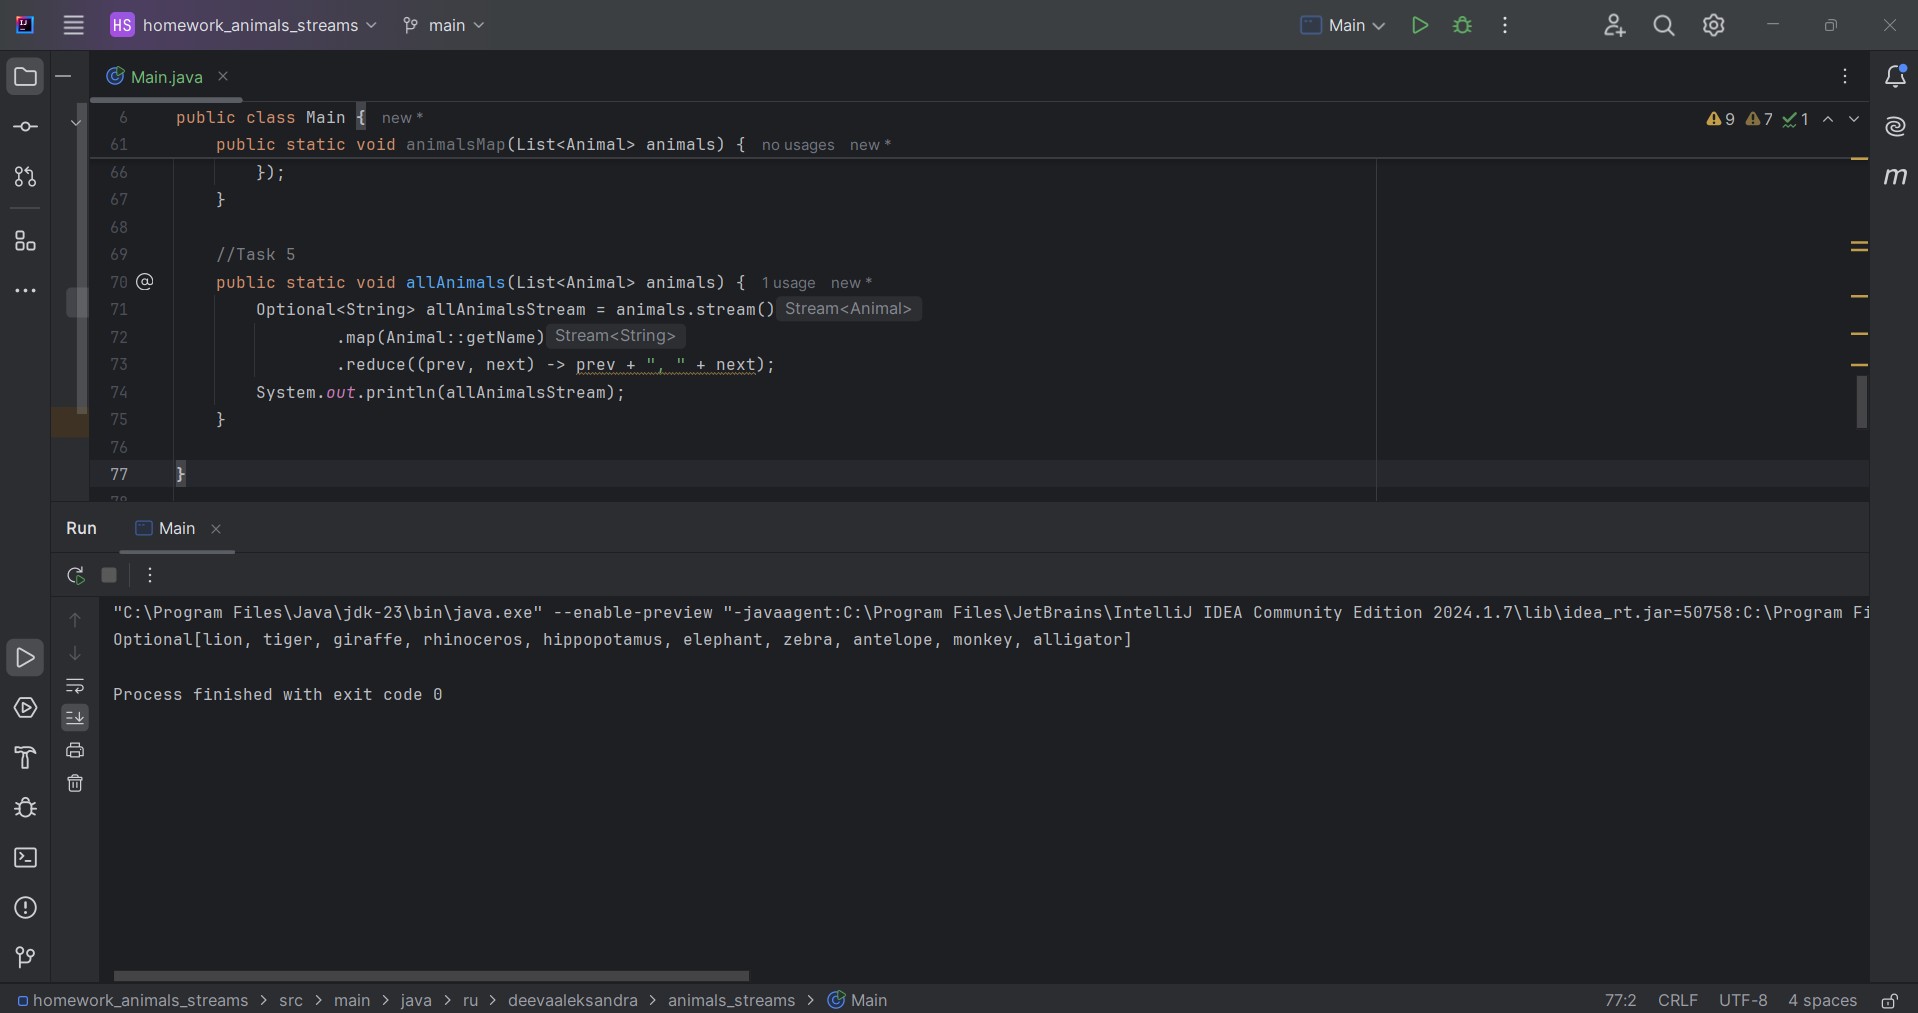 HS homework_animals_streams main Main
Main.java
6 public class Main { new *
61 public static void animalsMap(List<Animal> animals) { no usages new *
9 7 1
66 });
67 }
68
69 //Task 5
70 @ public static void allAnimals(List<Animal> animals) { 1 usage new *
71 Optional<String> allAnimalsStream = animals.stream() Stream<Animal>
72 .map(Animal::getName) Stream<String>
73 .reduce((prev, next) -> prev + ", " + next);
74 System.out.println(allAnimalsStream);
75 }
76
77 }
m
Run Main
"C:\Program Files\Java\jdk-23\bin\java.exe" --enable-preview "-javaagent:C:\Program Files\JetBrains\IntelliJ IDEA Community Edition 2024.1.7\lib\idea_rt.jar=50758:C:\Program Fi
Optional[lion, tiger, giraffe, rhinoceros, hippopotamus, elephant, zebra, antelope, monkey, alligator]
Process finished with exit code 0
homework_animals_streams > src > main > java > ru > deevaaleksandra > animals_streams > Main 77:2 CRLF UTF-8 4 spaces